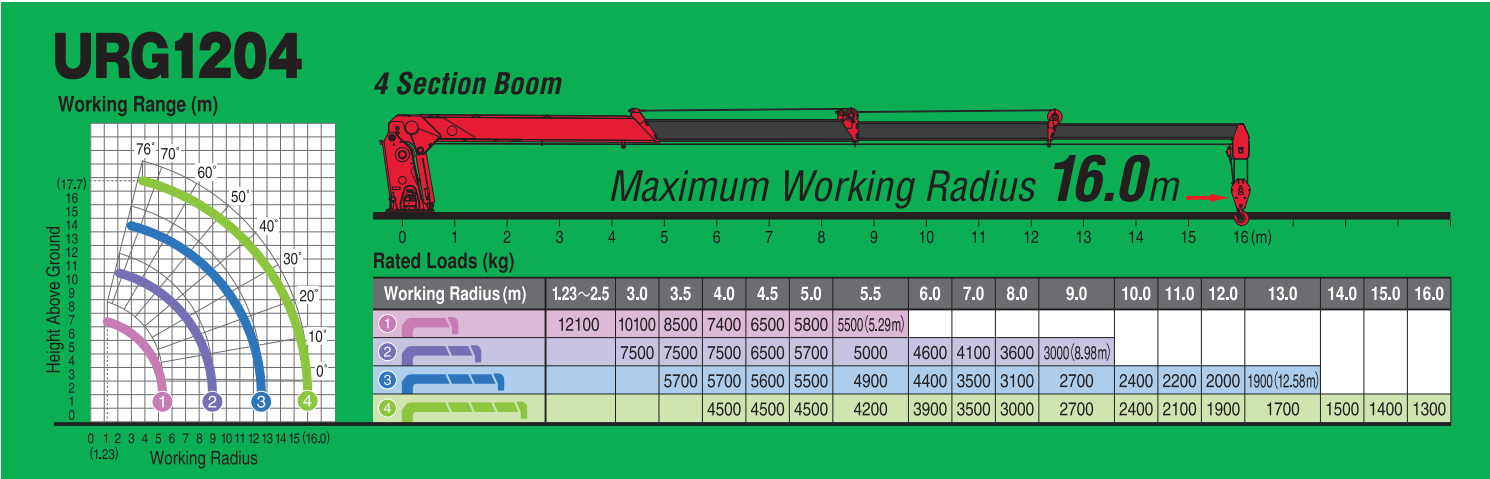 URG1204
4 Section Boom
Working Range (m)
76°
70°
60°
50°
40°
30°
20°
10°
0°
(17.7)
16
15
14
13
12
11
10
9
8
7
6
5
4
3
2
1
0
Height Above Ground
1 2 3 4
0 1 2 3 4 5 6 7 8 9 10 11 12 13 14 15 (16.0)
(1.23)
Working Radius
Maximum Working Radius 16.0m
0 1 2 3 4 5 6 7 8 9 10 11 12 13 14 15 16 (m)
Rated Loads (kg)
Working Radius (m) 1.23~2.5 3.0 3.5 4.0 4.5 5.0 5.5 6.0 7.0 8.0 9.0 10.0 11.0 12.0 13.0 14.0 15.0 16.0
1 12100 10100 8500 7400 6500 5800 5500 (5.29m)
2 7500 7500 7500 6500 5700 5000 4600 4100 3600 3000 (8.98m)
3 5700 5700 5600 5500 4900 4400 3500 3100 2700 2400 2200 2000 1900 (12.58m)
4 4500 4500 4500 4200 3900 3500 3000 2700 2400 2100 1900 1700 1500 1400 1300